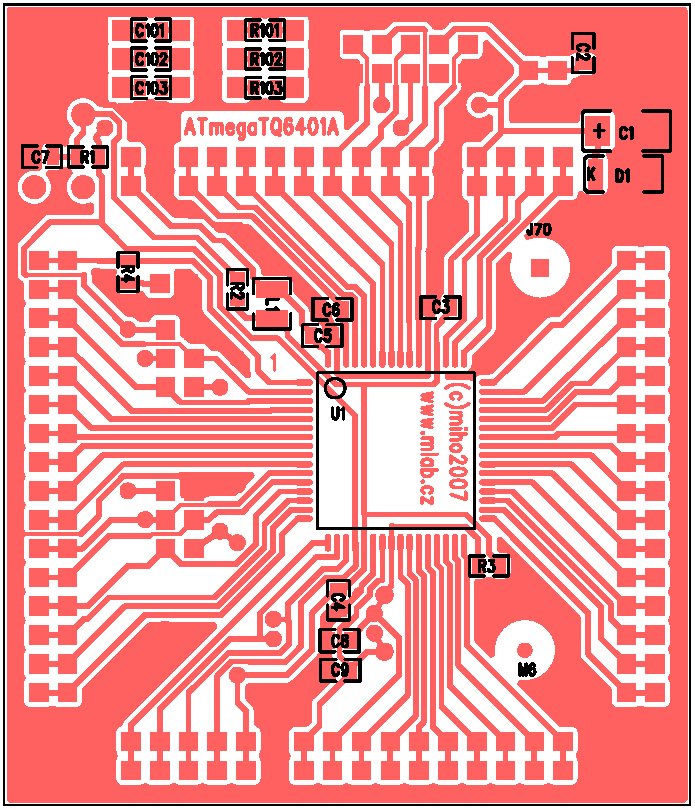 C101 R101
C102 R102
C103 R103
C2
ATmegaTQ6401A
+ C1
C7 R1
K D1
J70
R4
R2
L1
C6 C3
C5
1
U1
(c)miho2007
www.mlab.cz
R3
C4
C8
C9
M6